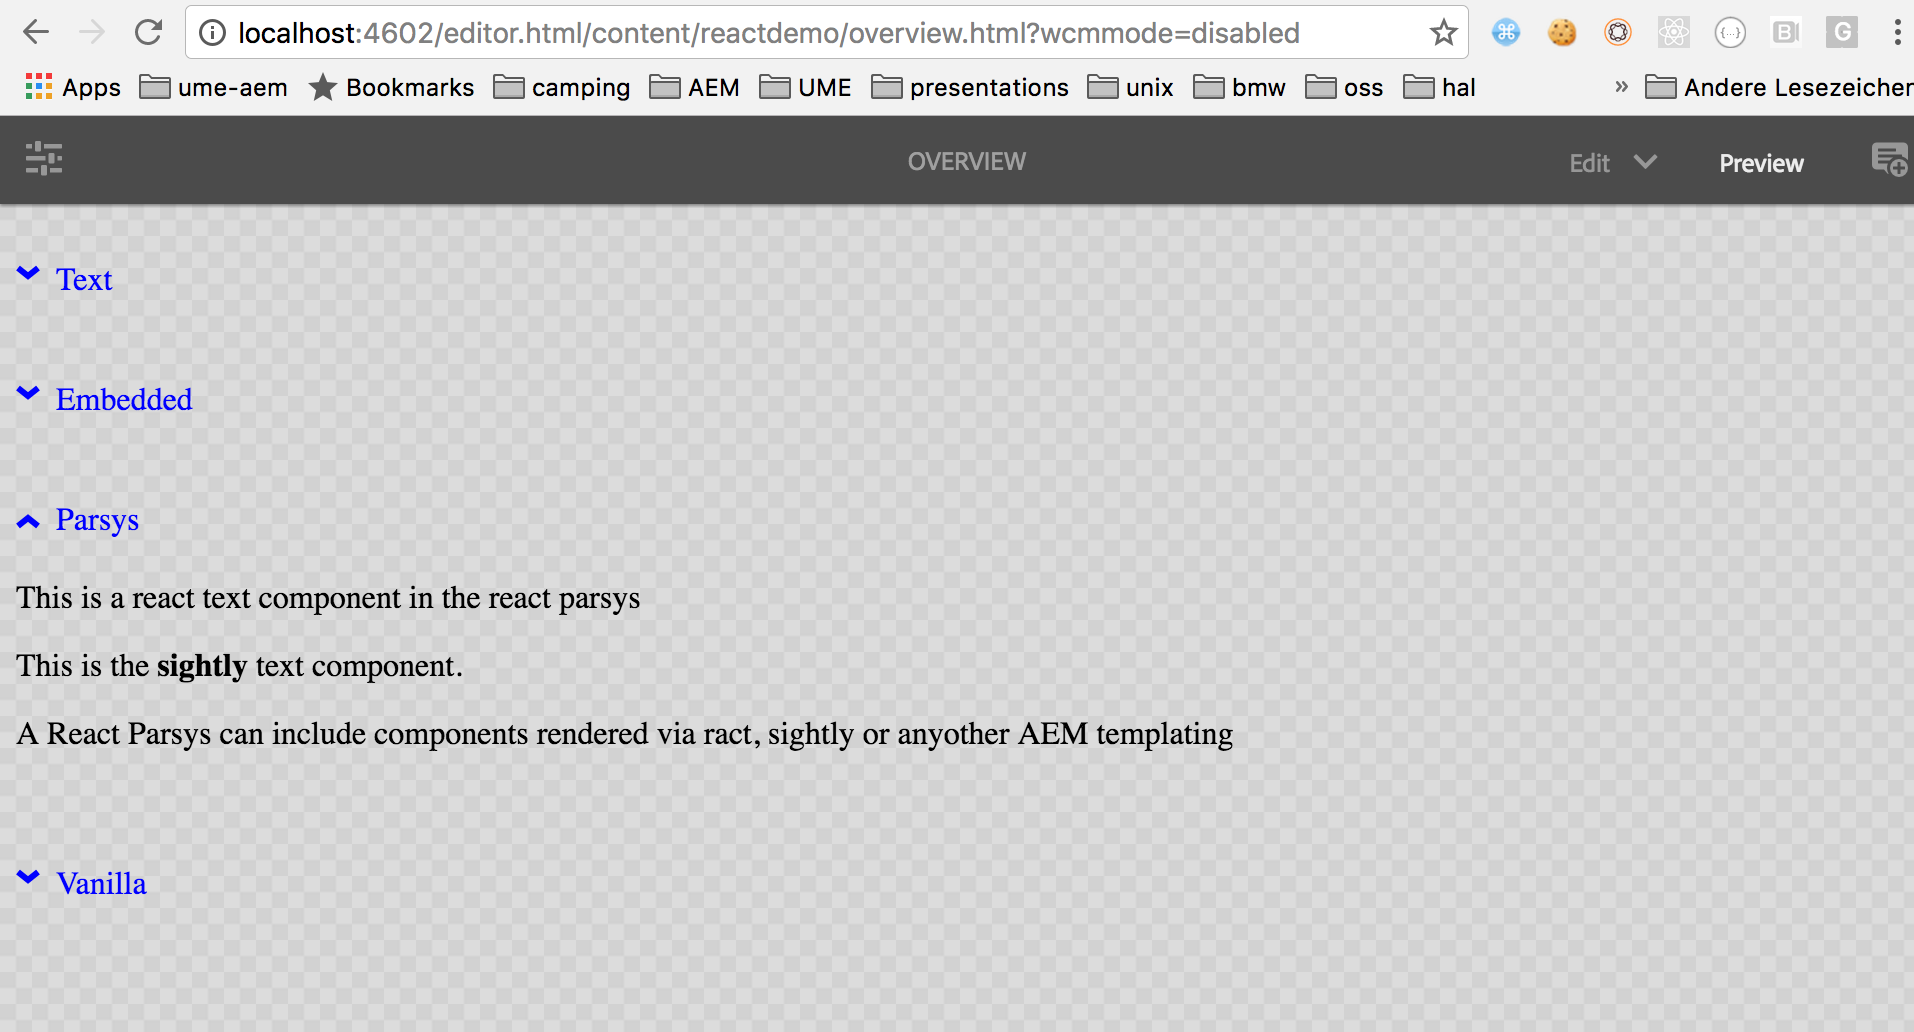 localhost:4602/editor.html/content/reactdemo/overview.html?wcmmode=disabled
{...} B G
Apps ume-aem Bookmarks camping AEM UME presentations unix bmw oss hal » Andere Lesezeichen
OVERVIEW Edit Preview
Text
Embedded
Parsys
This is a react text component in the react parsys
This is the sightly text component.
A React Parsys can include components rendered via ract, sightly or anyother AEM templating
Vanilla